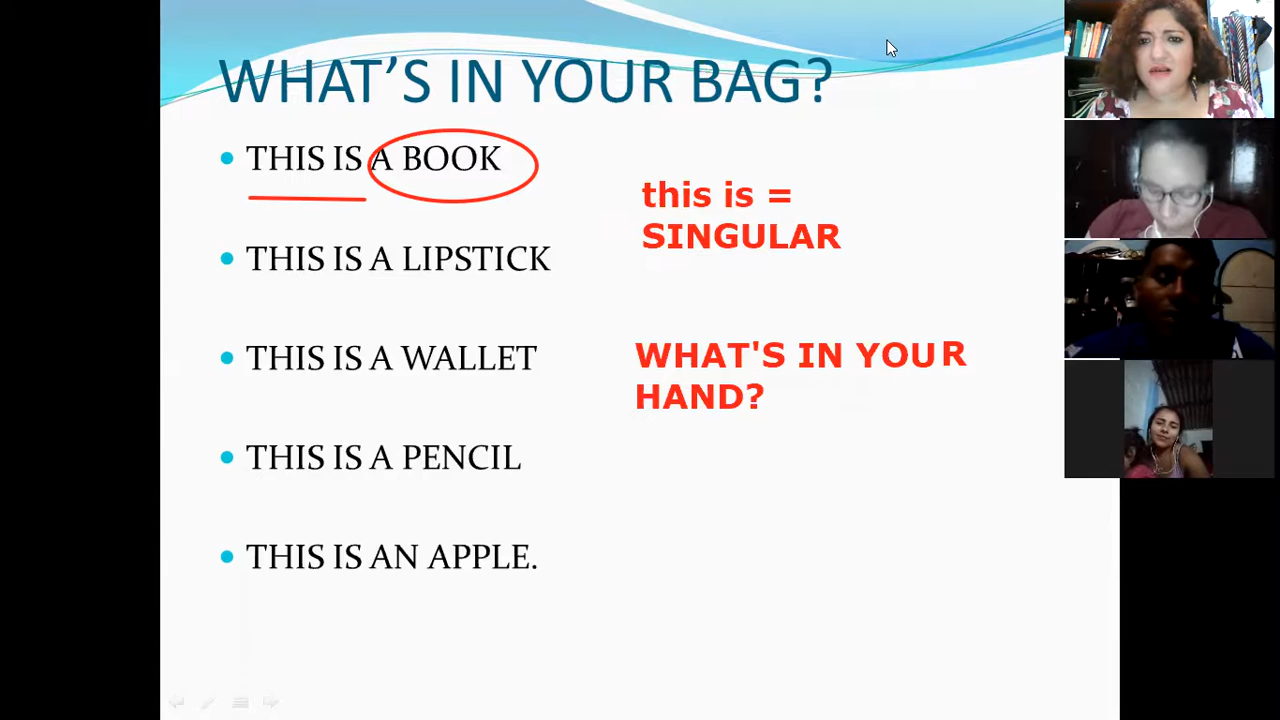 WHAT'S IN YOUR BAG?
THIS IS A BOOK
THIS IS A LIPSTICK
THIS IS A WALLET
THIS IS A PENCIL
THIS IS AN APPLE.
this is =
SINGULAR
WHAT'S IN YOUR
HAND?